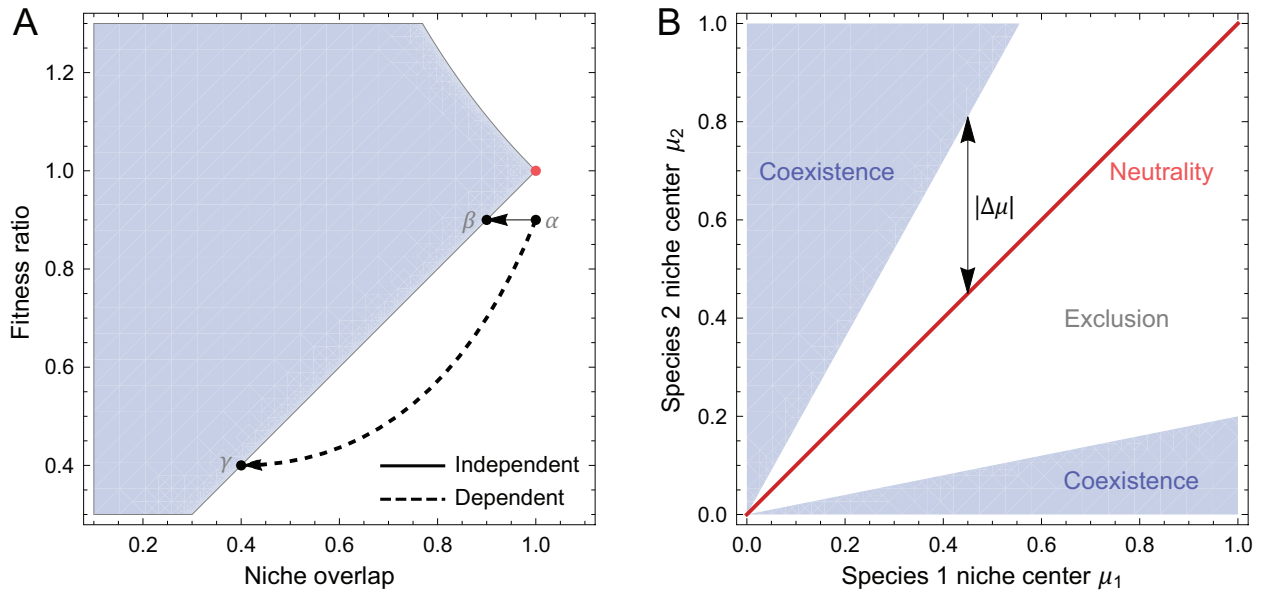 A
Fitness ratio
1.2
1.0
0.8
0.6
0.4
β
α
γ
Independent
Dependent
0.2
0.4
0.6
0.8
1.0
Niche overlap
B
Species 2 niche center μ₂
1.0
0.8
0.6
0.4
0.2
0.0
Coexistence
Neutrality
|Δμ|
Exclusion
Coexistence
0.0
0.2
0.4
0.6
0.8
1.0
Species 1 niche center μ₁